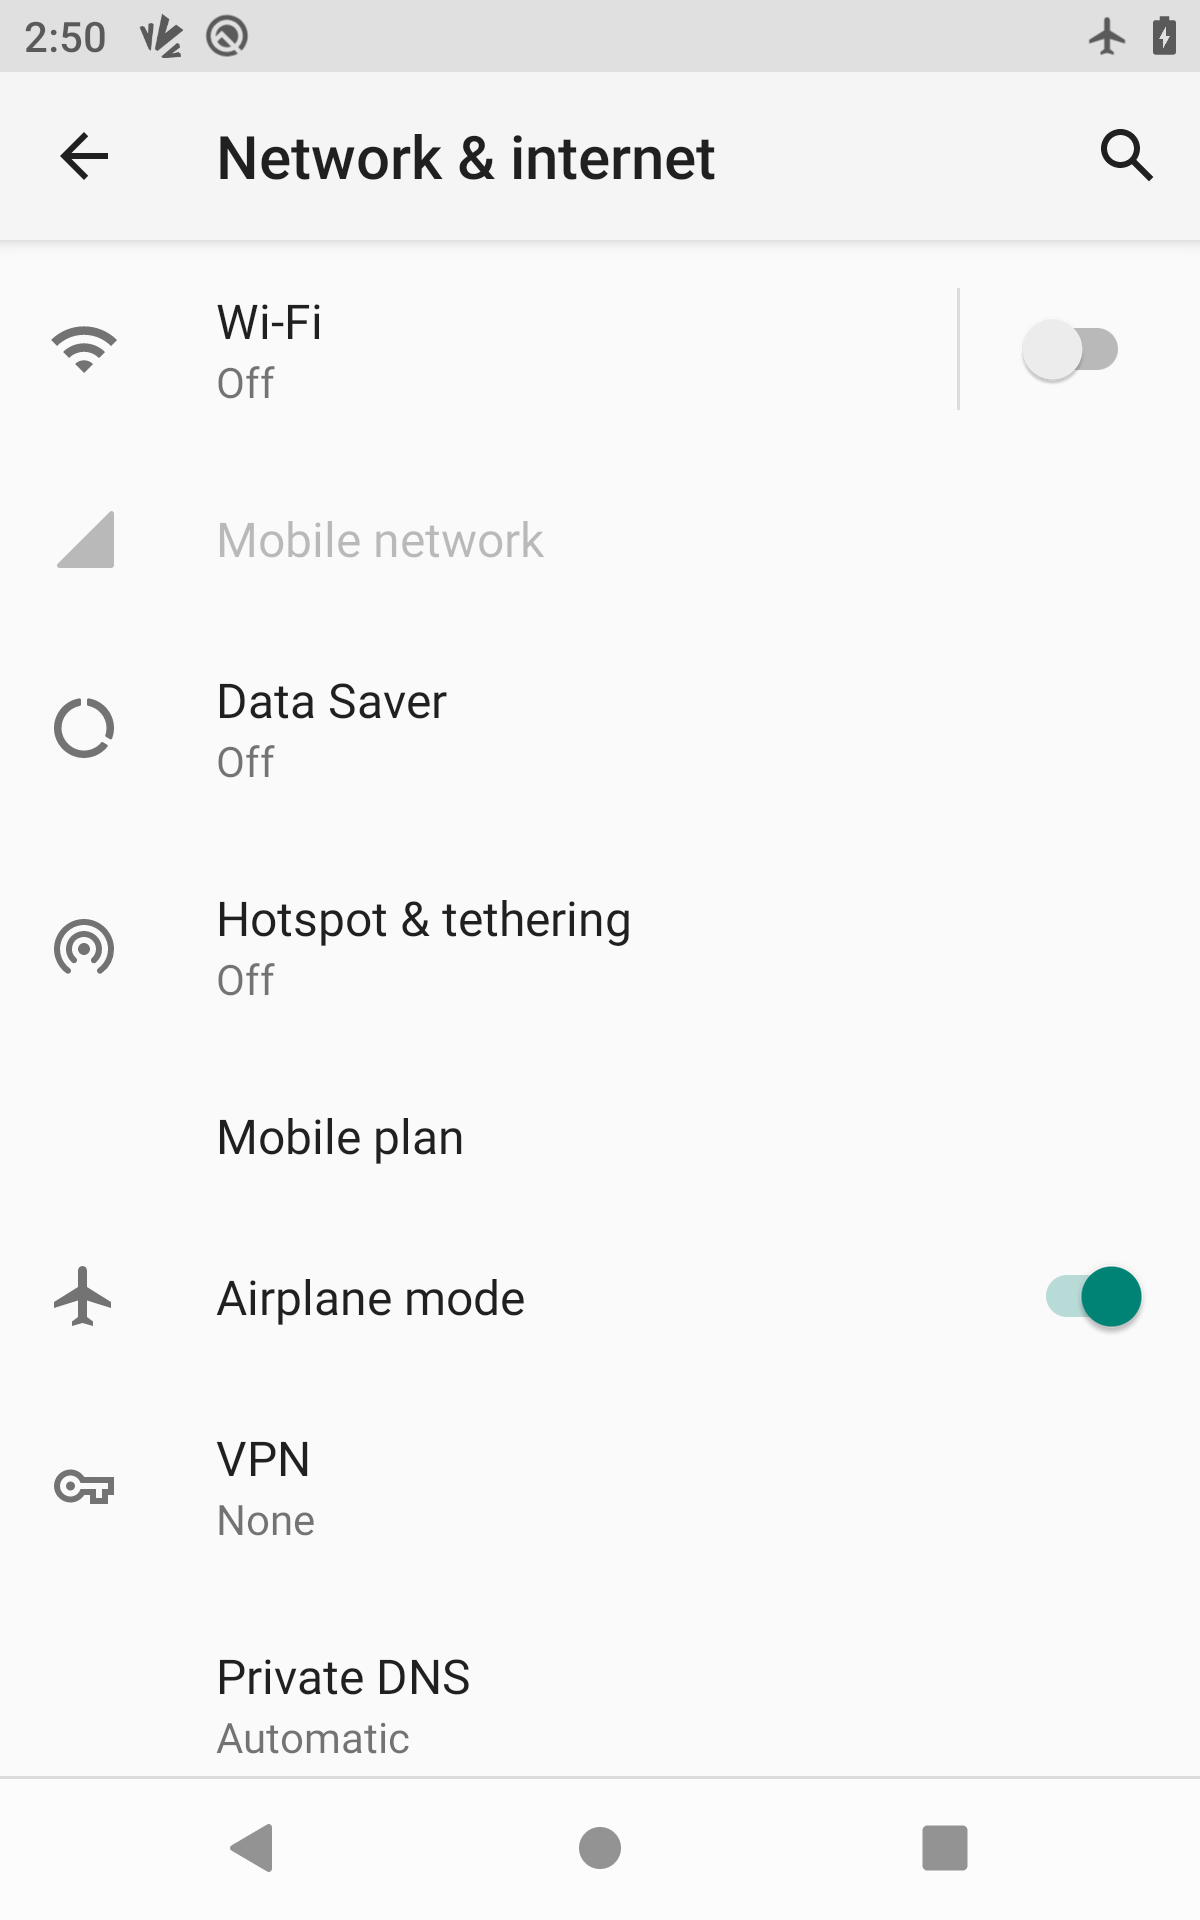 2:50
Network & internet
Wi-Fi
Off
Mobile network
Data Saver
Off
Hotspot & tethering
Off
Mobile plan
Airplane mode
VPN
None
Private DNS
Automatic